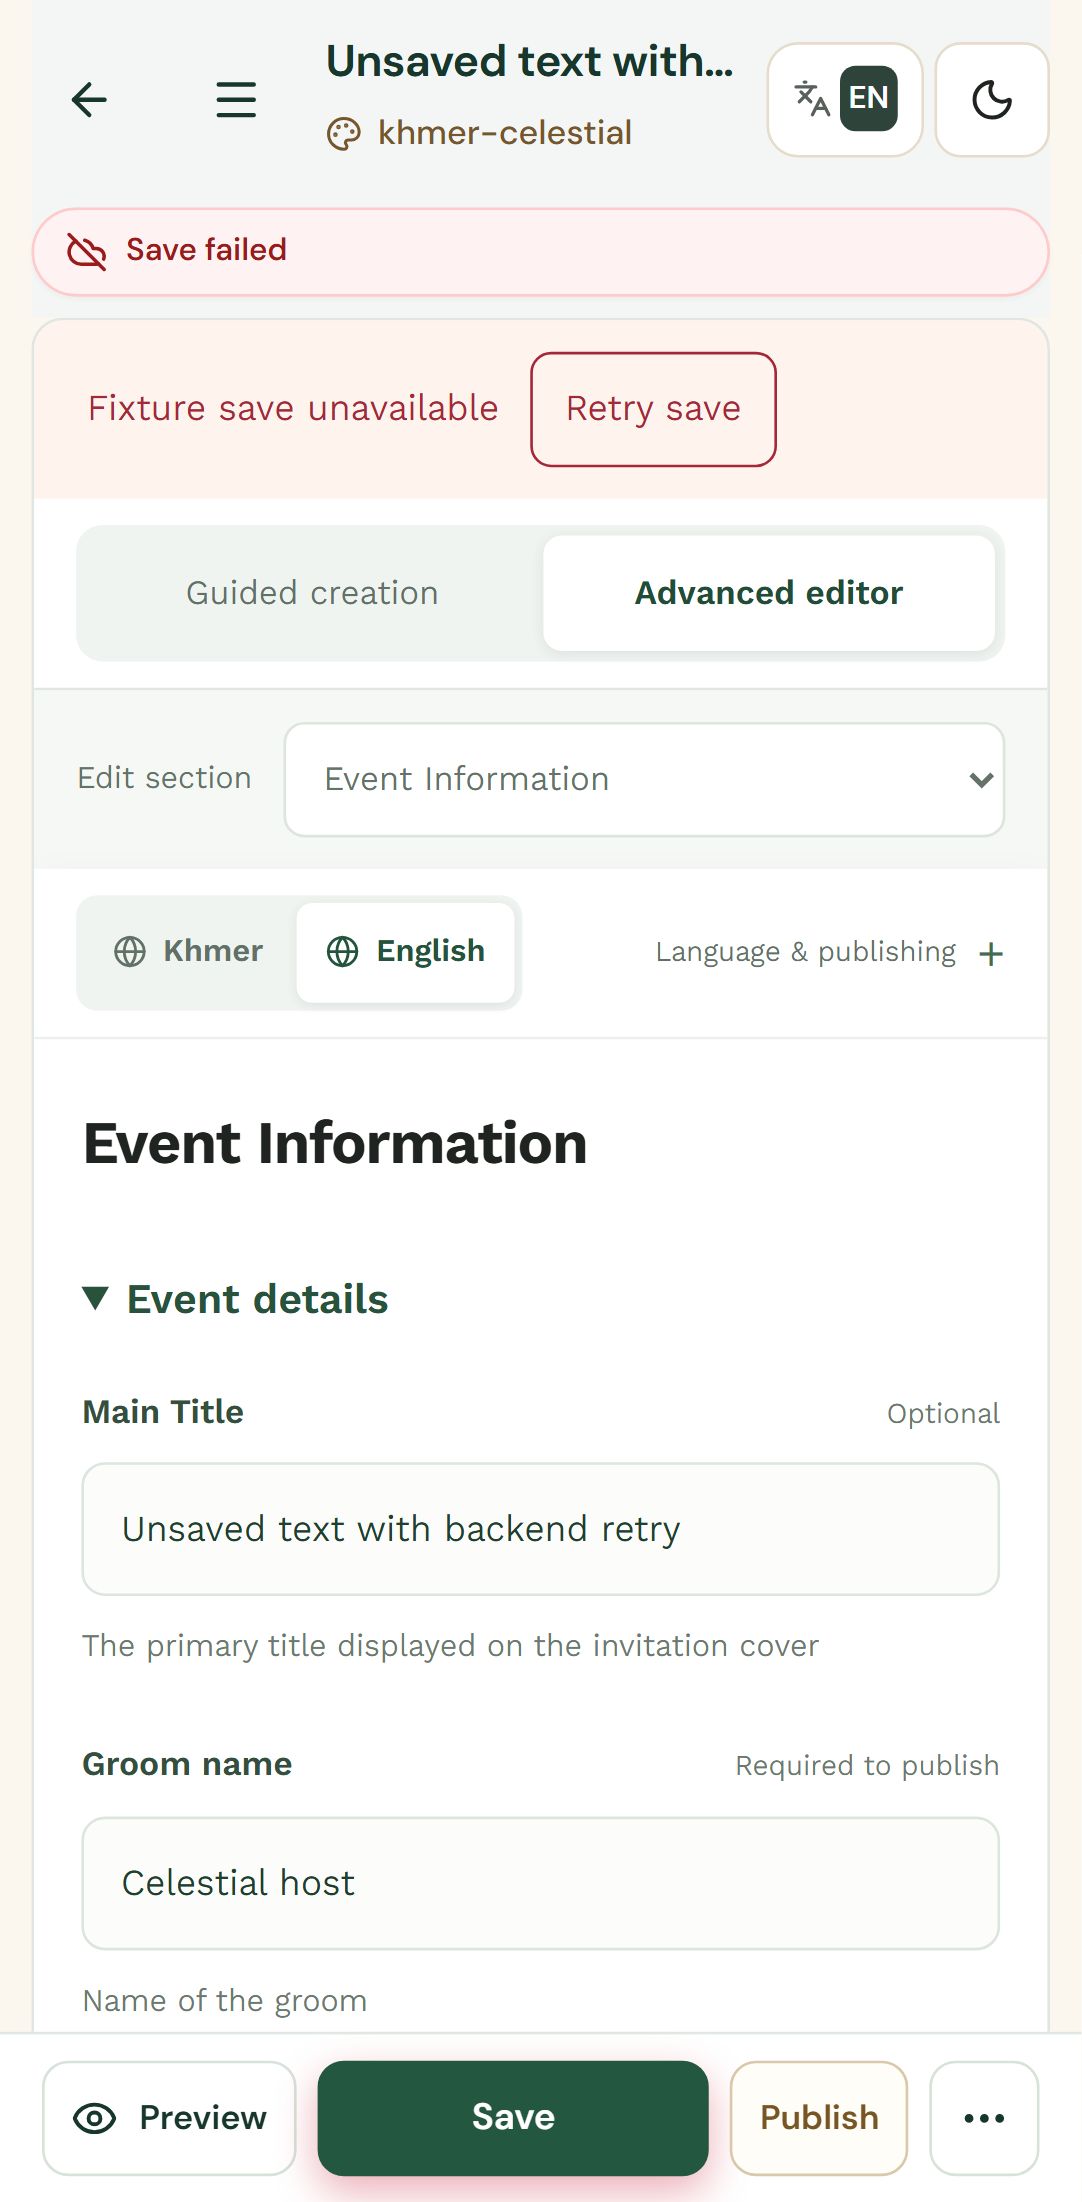 Unsaved text with...
khmer-celestial
EN
Save failed
Fixture save unavailable
Retry save
Guided creation
Advanced editor
Edit section
Event Information
Khmer
English
Language & publishing
Event Information
Event details
Main Title
Optional
Unsaved text with backend retry
The primary title displayed on the invitation cover
Groom name
Required to publish
Celestial host
Name of the groom
Preview
Save
Publish